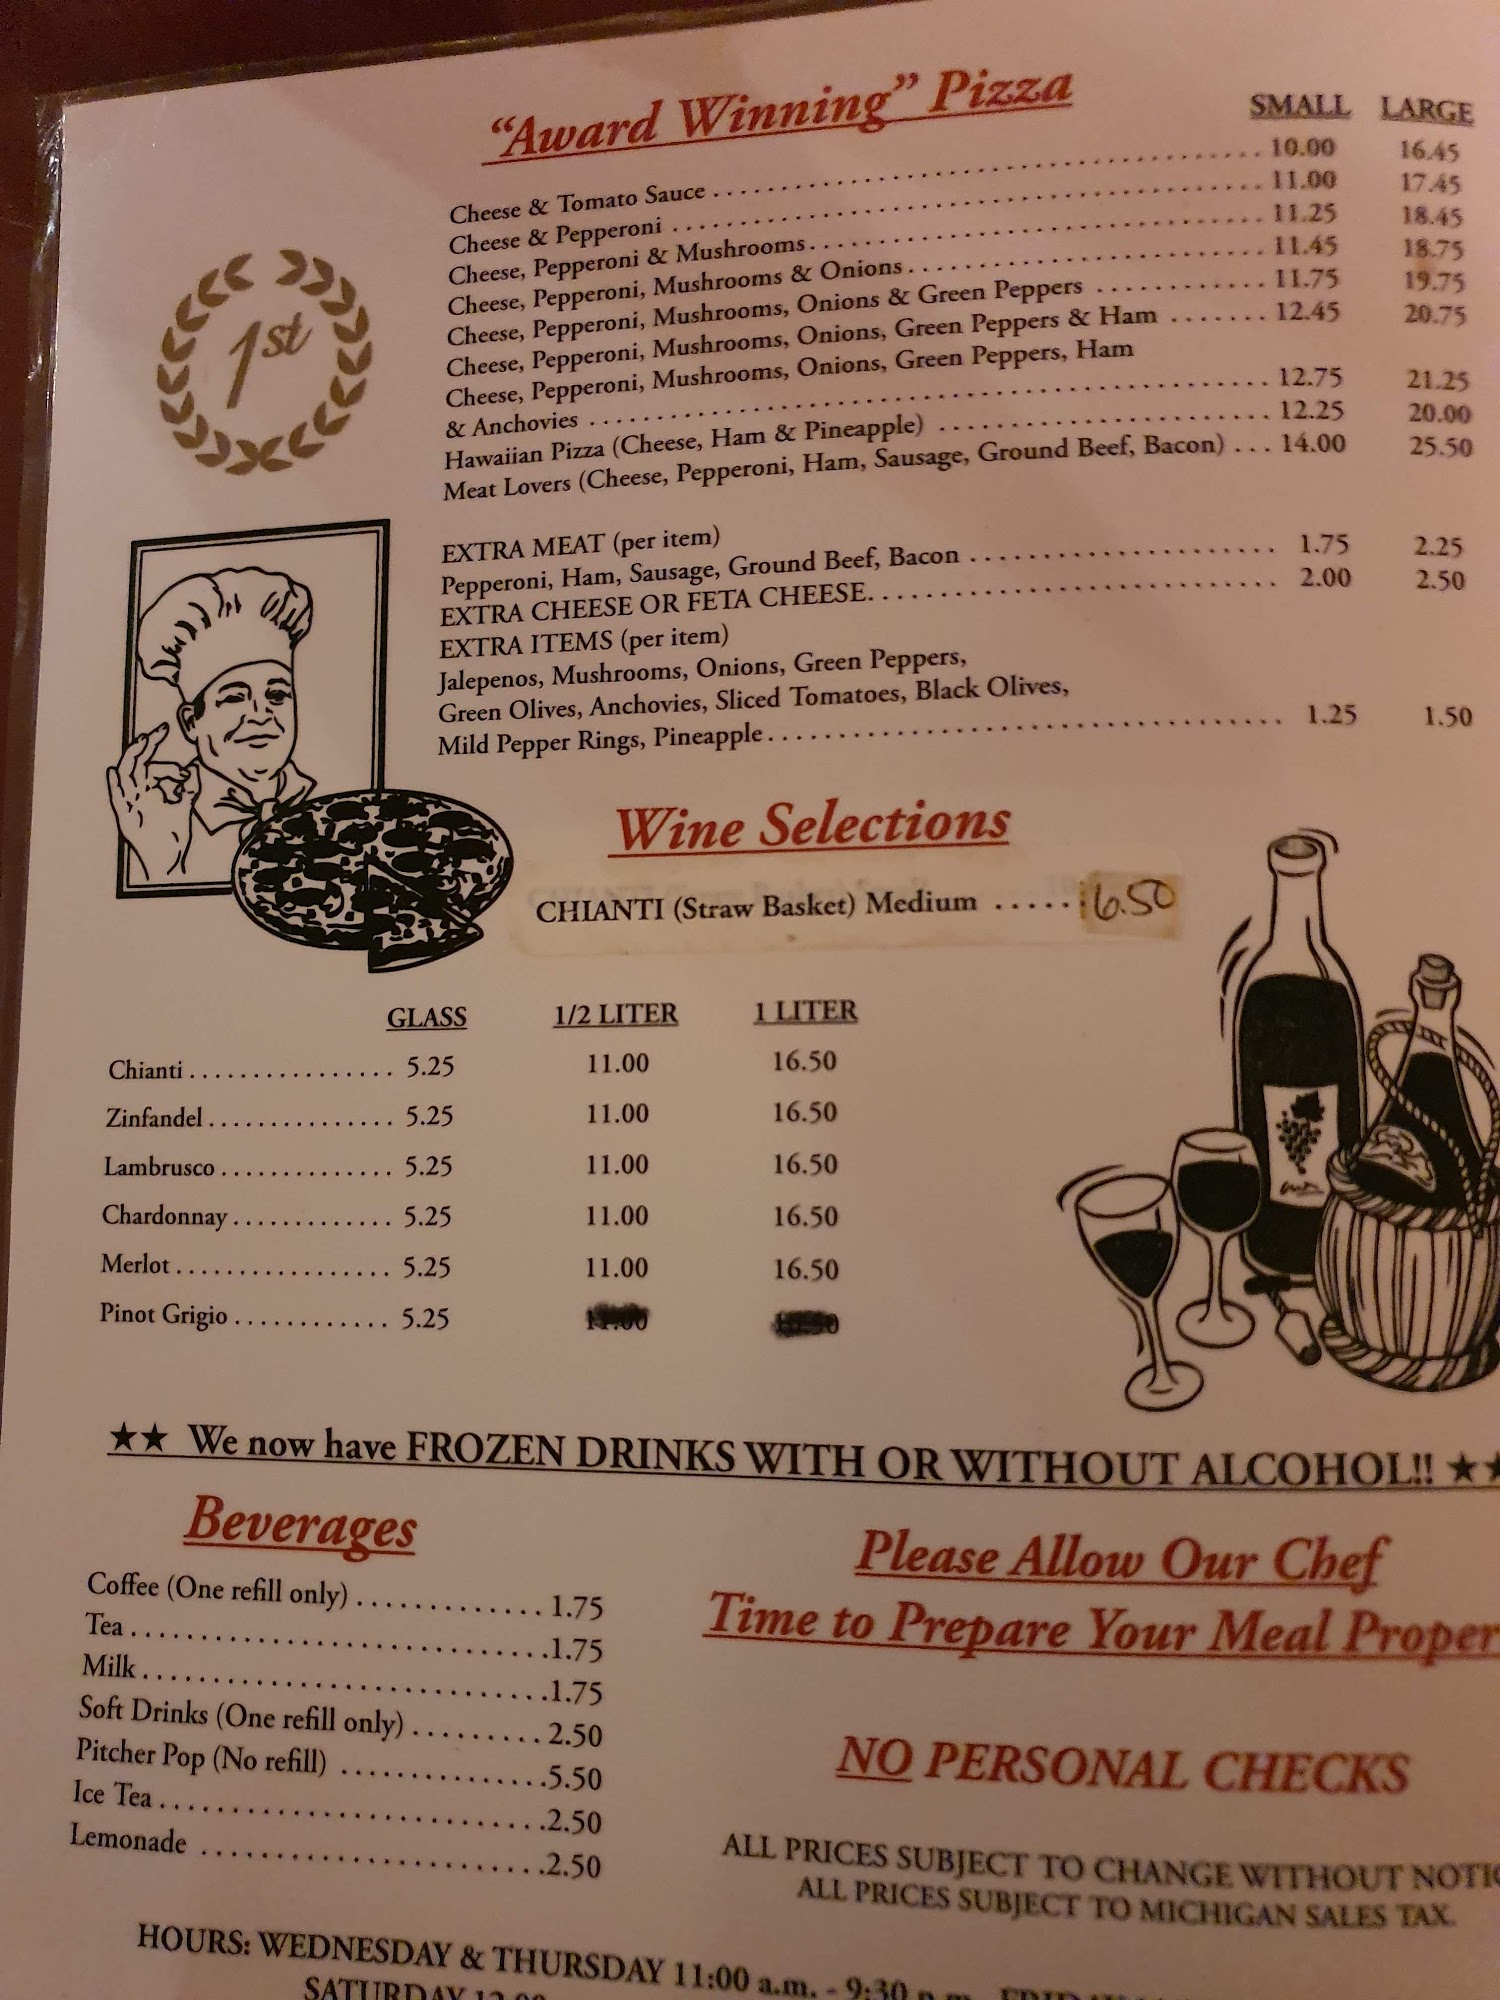 "Award Winning" Pizza
SMALL LARGE
Cheese & Tomato Sauce 10.00 16.45
Cheese & Pepperoni 11.00 17.45
Cheese, Pepperoni & Mushrooms 11.25 18.45
Cheese, Pepperoni, Mushrooms & Onions 11.45 18.75
Cheese, Pepperoni, Mushrooms, Onions & Green Peppers 11.75 19.75
Cheese, Pepperoni, Mushrooms, Onions, Green Peppers & Ham 12.45 20.75
Cheese, Pepperoni, Mushrooms, Onions, Green Peppers, Ham
& Anchovies 12.75 21.25
Hawaiian Pizza (Cheese, Ham & Pineapple) 12.25 20.00
Meat Lovers (Cheese, Pepperoni, Ham, Sausage, Ground Beef, Bacon) 14.00 25.50
1st
EXTRA MEAT (per item)
Pepperoni, Ham, Sausage, Ground Beef, Bacon 1.75 2.25
EXTRA CHEESE OR FETA CHEESE 2.00 2.50
EXTRA ITEMS (per item)
Jalepenos, Mushrooms, Onions, Green Peppers,
Green Olives, Anchovies, Sliced Tomatoes, Black Olives,
Mild Pepper Rings, Pineapple 1.25 1.50
Wine Selections
CHIANTI (Straw Basket) Medium 16.50
GLASS 1/2 LITER 1 LITER
Chianti 5.25 11.00 16.50
Zinfandel 5.25 11.00 16.50
Lambrusco 5.25 11.00 16.50
Chardonnay 5.25 11.00 16.50
Merlot 5.25 11.00 16.50
Pinot Grigio 5.25
★★ We now have FROZEN DRINKS WITH OR WITHOUT ALCOHOL!! ★★
Beverages
Coffee (One refill only) 1.75
Tea 1.75
Milk 1.75
Soft Drinks (One refill only) 2.50
Pitcher Pop (No refill) 5.50
Ice Tea 2.50
Lemonade 2.50
Please Allow Our Chef
Time to Prepare Your Meal Proper
NO PERSONAL CHECKS
ALL PRICES SUBJECT TO CHANGE WITHOUT NOTIC
ALL PRICES SUBJECT TO MICHIGAN SALES TAX.
HOURS: WEDNESDAY & THURSDAY 11:00 a.m. - 9:30 p.m.
SATURDAY